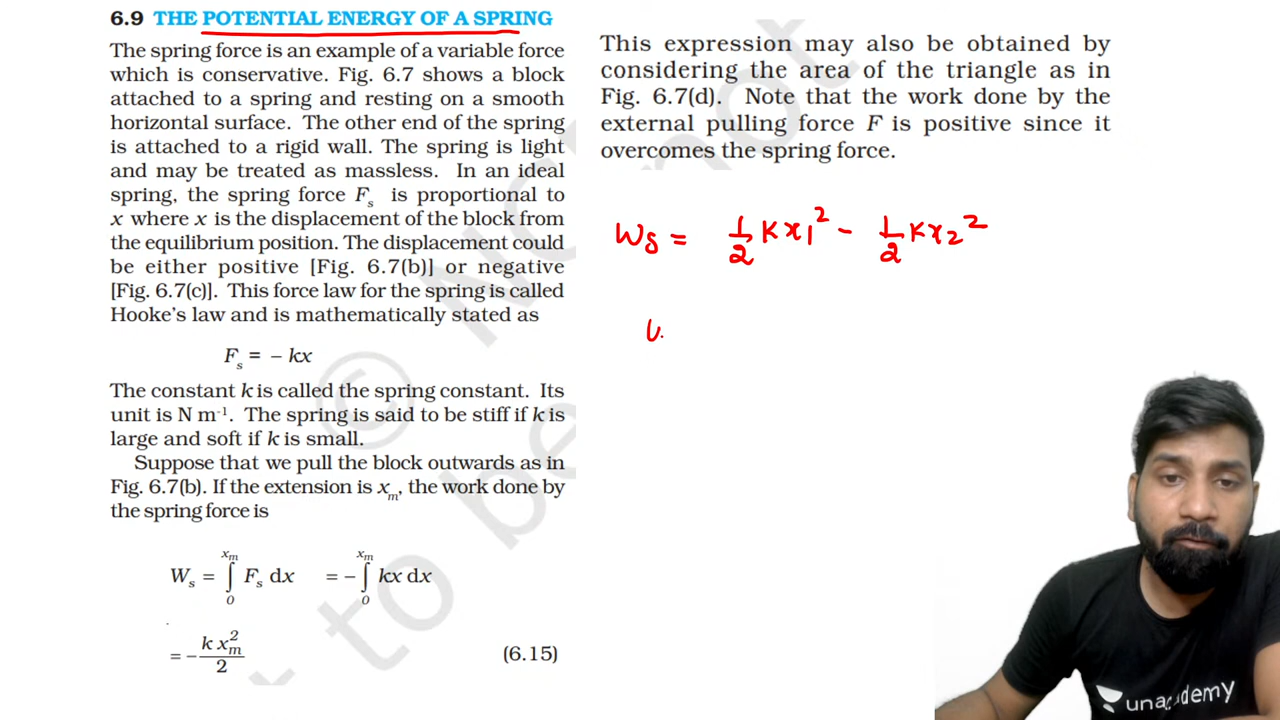 6.9 THE POTENTIAL ENERGY OF A SPRING
The spring force is an example of a variable force
which is conservative. Fig. 6.7 shows a block
attached to a spring and resting on a smooth
horizontal surface. The other end of the spring
is attached to a rigid wall. The spring is light
and may be treated as massless. In an ideal
spring, the spring force Fₛ is proportional to
x where x is the displacement of the block from
the equilibrium position. The displacement could
be either positive [Fig. 6.7(b)] or negative
[Fig. 6.7(c)]. This force law for the spring is called
Hooke's law and is mathematically stated as
Fₛ = – kx
The constant k is called the spring constant. Its
unit is N m⁻¹. The spring is said to be stiff if k is
large and soft if k is small.
Suppose that we pull the block outwards as in
Fig. 6.7(b). If the extension is xₘ, the work done by
the spring force is
Wₛ = ∫₀^xₘ Fₛ dx = – ∫₀^xₘ kx dx
= – k xₘ²/2 (6.15)
This expression may also be obtained by
considering the area of the triangle as in
Fig. 6.7(d). Note that the work done by the
external pulling force F is positive since it
overcomes the spring force.
Ws = 1/2 kx₁² - 1/2 kx₂²
unacademy